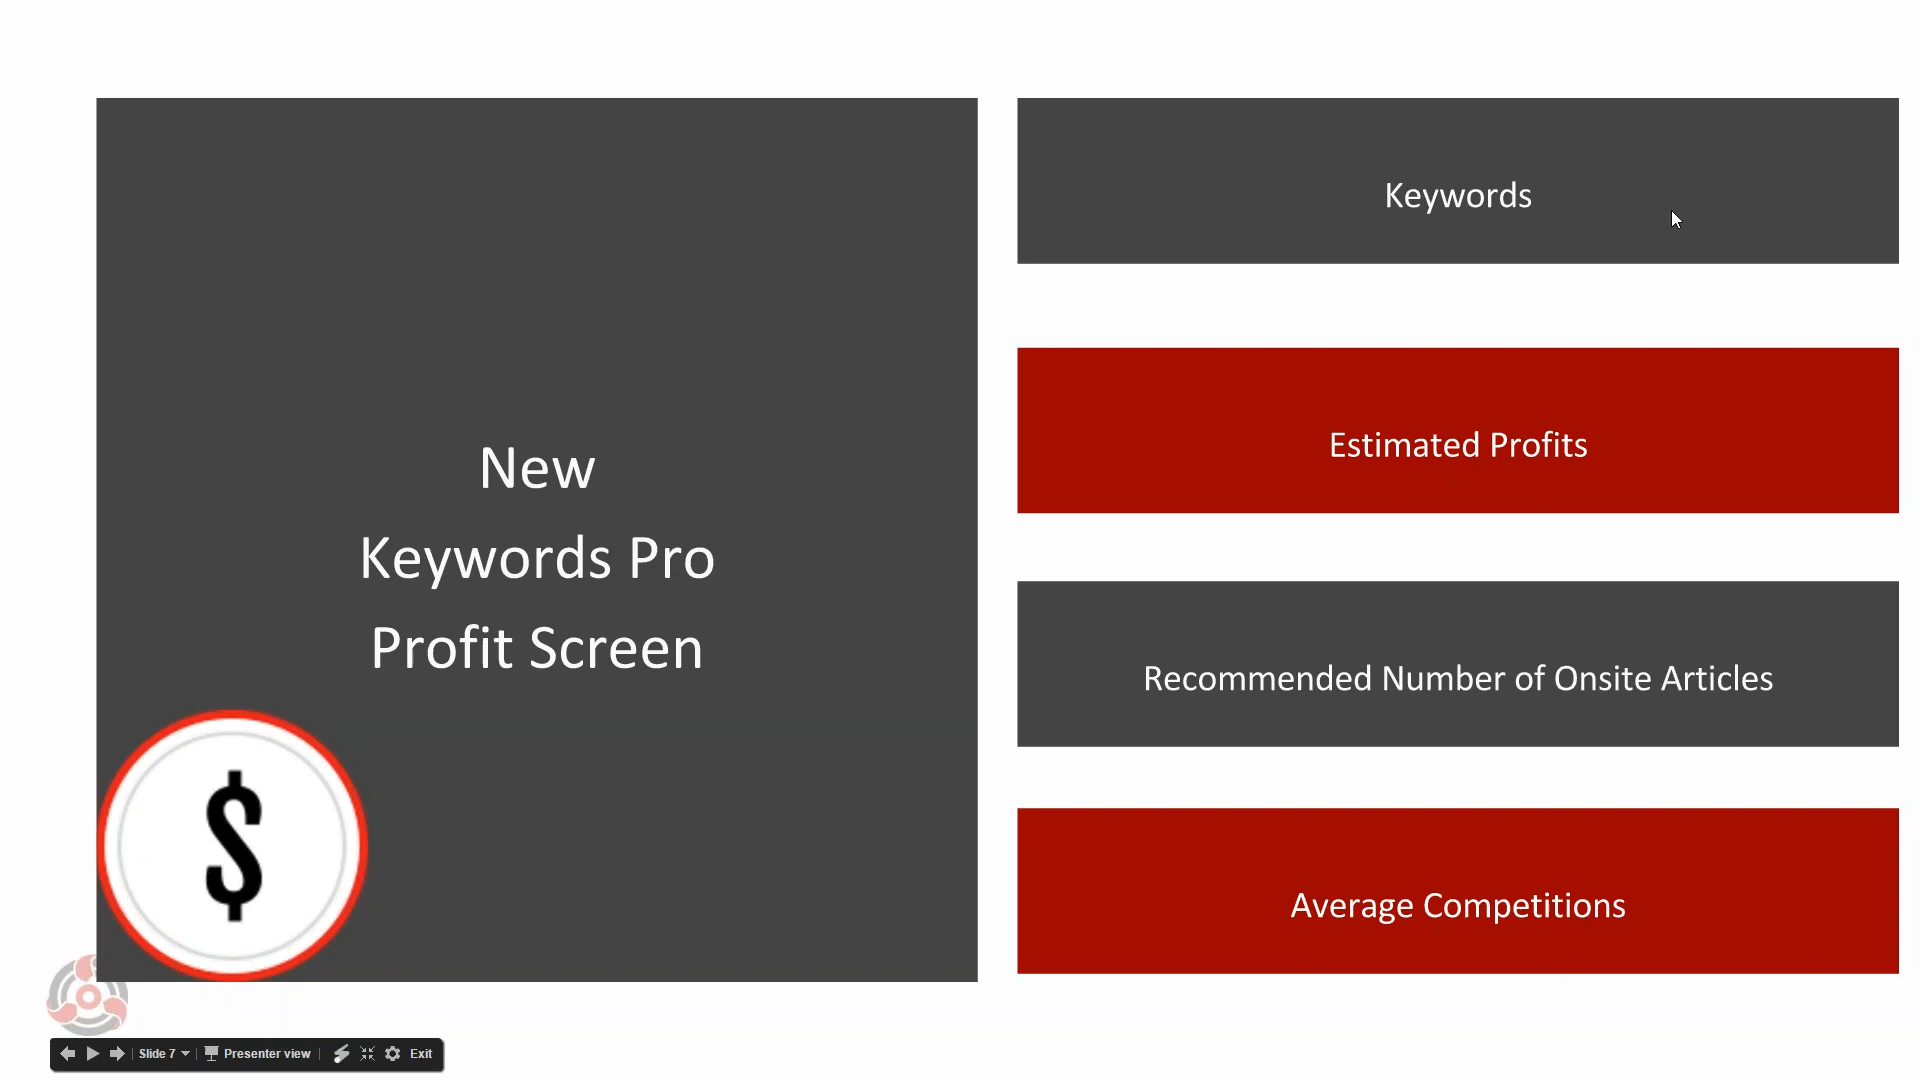 New
Keywords Pro
Profit Screen
$
Keywords
Estimated Profits
Recommended Number of Onsite Articles
Average Competitions
Slide 7
Presenter view
Exit